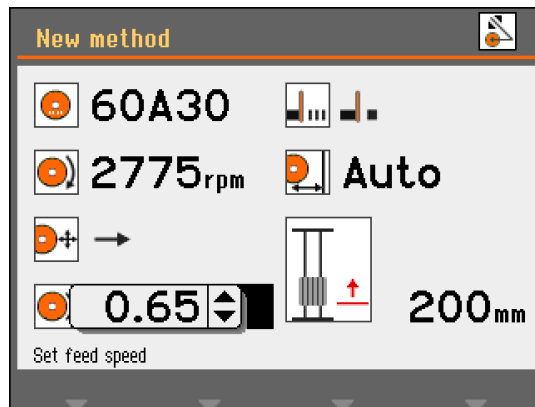 New method
60A30
2775rpm
Auto
0.65
200mm
Set feed speed